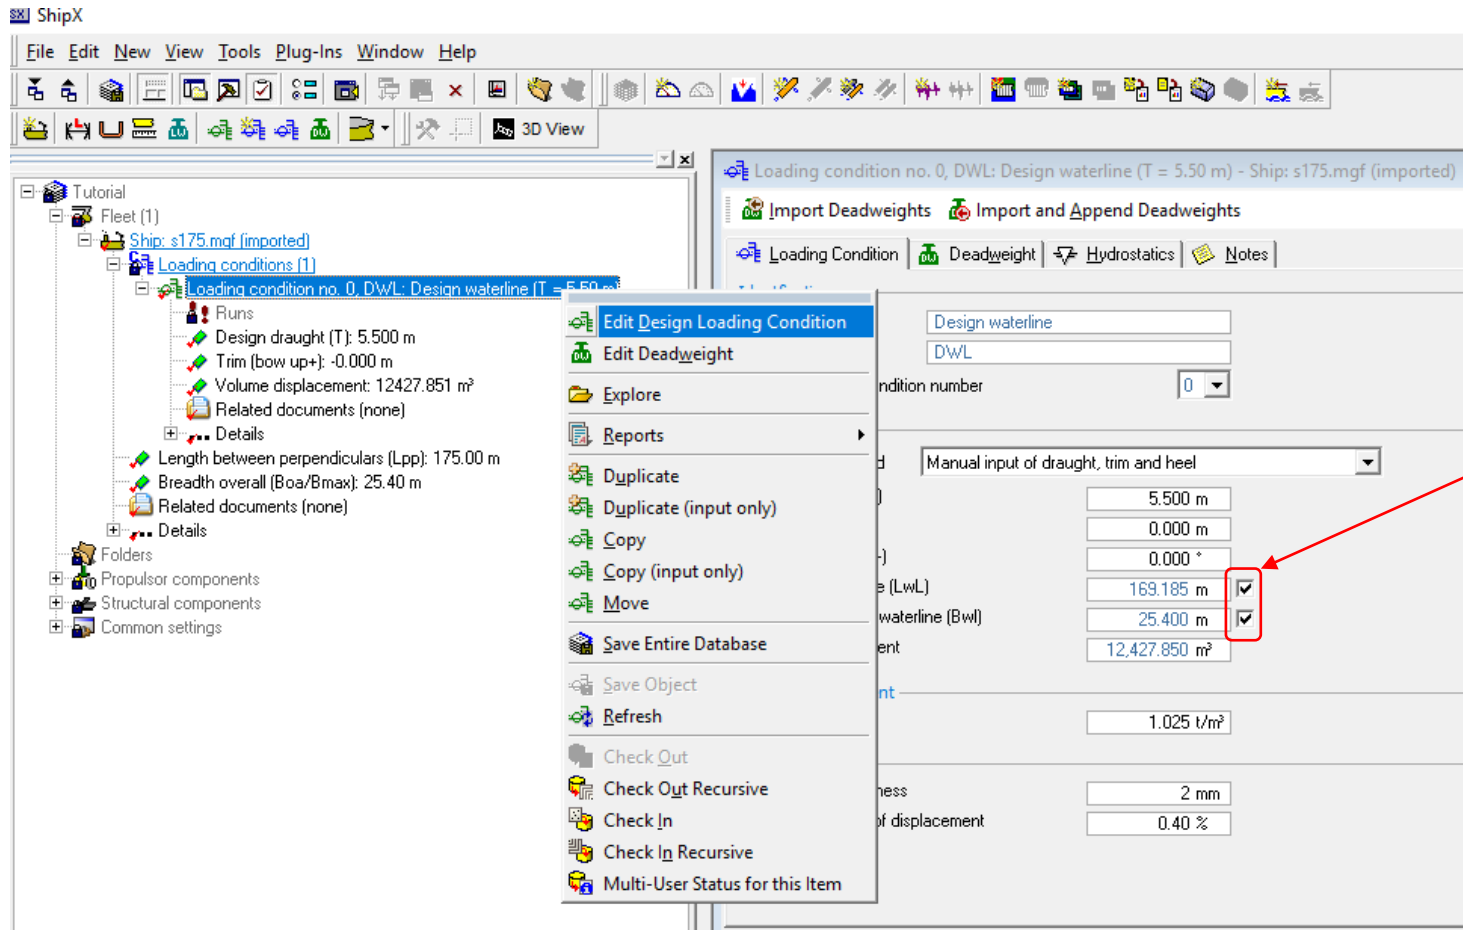 SX ShipX
File Edit New View Tools Plug-Ins Window Help
3D View
Loading condition no. 0, DWL: Design waterline (T = 5.50 m) - Ship: s175.mgf (imported)
Import Deadweights Import and Append Deadweights
Loading Condition Deadweight Hydrostatics Notes
Tutorial
Fleet (1)
Ship: s175.mgf (imported)
Loading conditions (1)
Loading condition no. 0, DWL: Design waterline (T = 5.50 m)
Runs
Design draught (T): 5.500 m
Trim (bow up+): -0.000 m
Volume displacement: 12427.851 m³
Related documents (none)
Details
Length between perpendiculars (Lpp): 175.00 m
Breadth overall (Boa/Bmax): 25.40 m
Related documents (none)
Details
Folders
Propulsor components
Structural components
Common settings
Edit Design Loading Condition
Edit Deadweight
Explore
Reports
Duplicate
Duplicate (input only)
Copy
Copy (input only)
Move
Save Entire Database
Save Object
Refresh
Check Out
Check Out Recursive
Check In
Check In Recursive
Multi-User Status for this Item
Design waterline
DWL
ndition number 0
Manual input of draught, trim and heel
5.500 m
0.000 m
-) 0.000 °
e (LwL) 169.185 m
waterline (Bwl) 25.400 m
ent 12,427.850 m³
nt
1.025 t/m³
ness 2 mm
of displacement 0.40 %